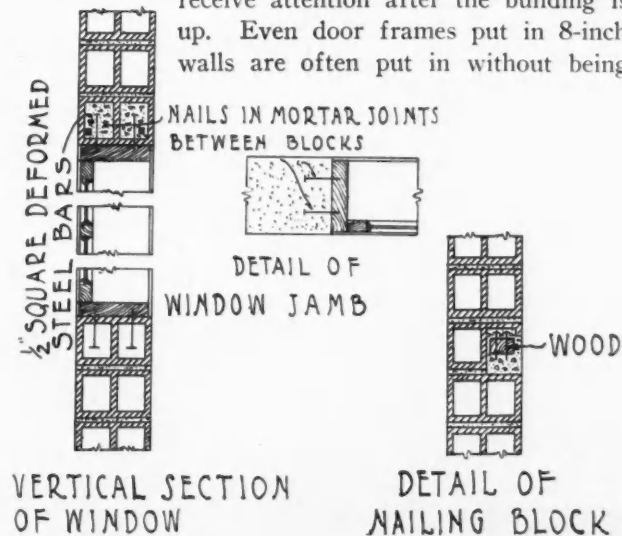 receive attention after the building is
up. Even door frames put in 8-inch
walls are often put in without being
½" SQUARE DEFORMED
STEEL BARS
NAILS IN MORTAR JOINTS
BETWEEN BLOCKS
DETAIL OF
WINDOW JAMB
WOOD
VERTICAL SECTION
OF WINDOW
DETAIL OF
NAILING BLOCK